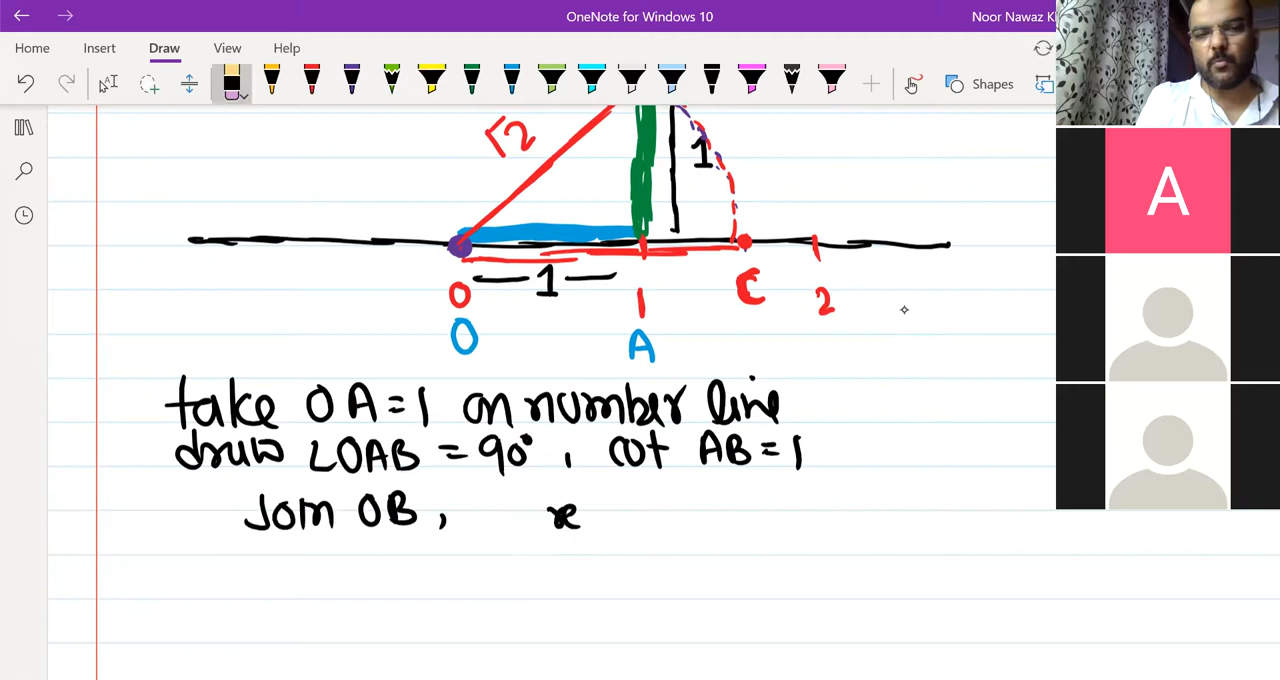 OneNote for Windows 10
Noor Nawaz K
Home Insert Draw View Help
Shapes
√2
1
A
1
0 1 C 2
O A
take OA=1 on number line
draw ∠OAB = 90°, cut AB=1
Join OB,